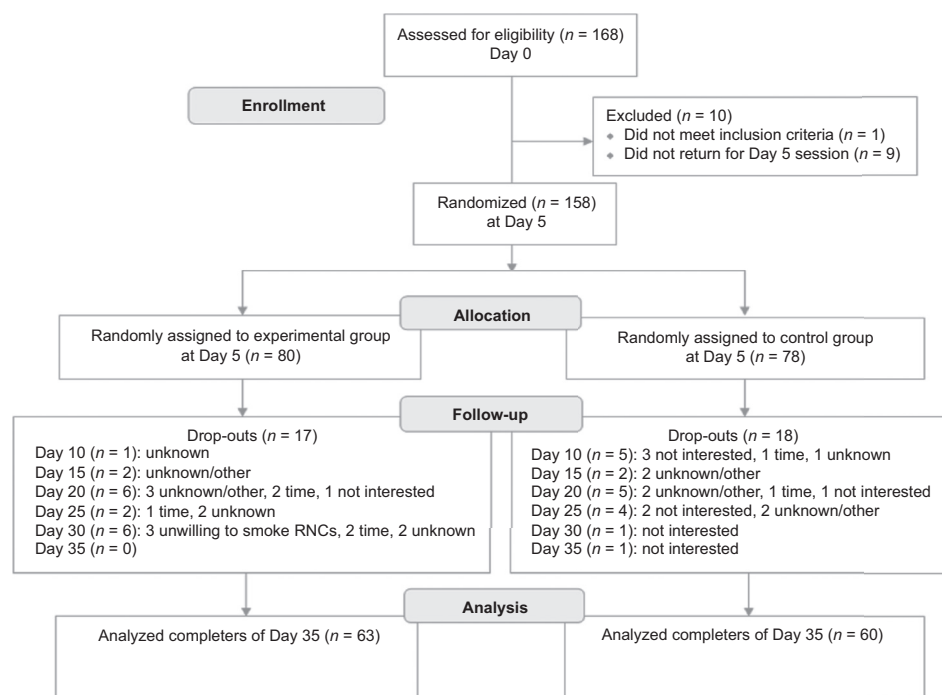 Assessed for eligibility (n = 168)
Day 0
Enrollment
Excluded (n = 10)
◆ Did not meet inclusion criteria (n = 1)
◆ Did not return for Day 5 session (n = 9)
Randomized (n = 158)
at Day 5
Allocation
Randomly assigned to experimental group
at Day 5 (n = 80)
Randomly assigned to control group
at Day 5 (n = 78)
Follow-up
Drop-outs (n = 17)
Day 10 (n = 1): unknown
Day 15 (n = 2): unknown/other
Day 20 (n = 6): 3 unknown/other, 2 time, 1 not interested
Day 25 (n = 2): 1 time, 2 unknown
Day 30 (n = 6): 3 unwilling to smoke RNCs, 2 time, 2 unknown
Day 35 (n = 0)
Drop-outs (n = 18)
Day 10 (n = 5): 3 not interested, 1 time, 1 unknown
Day 15 (n = 2): 2 unknown/other
Day 20 (n = 5): 2 unknown/other, 1 time, 1 not interested
Day 25 (n = 4): 2 not interested, 2 unknown/other
Day 30 (n = 1): not interested
Day 35 (n = 1): not interested
Analysis
Analyzed completers of Day 35 (n = 63)
Analyzed completers of Day 35 (n = 60)